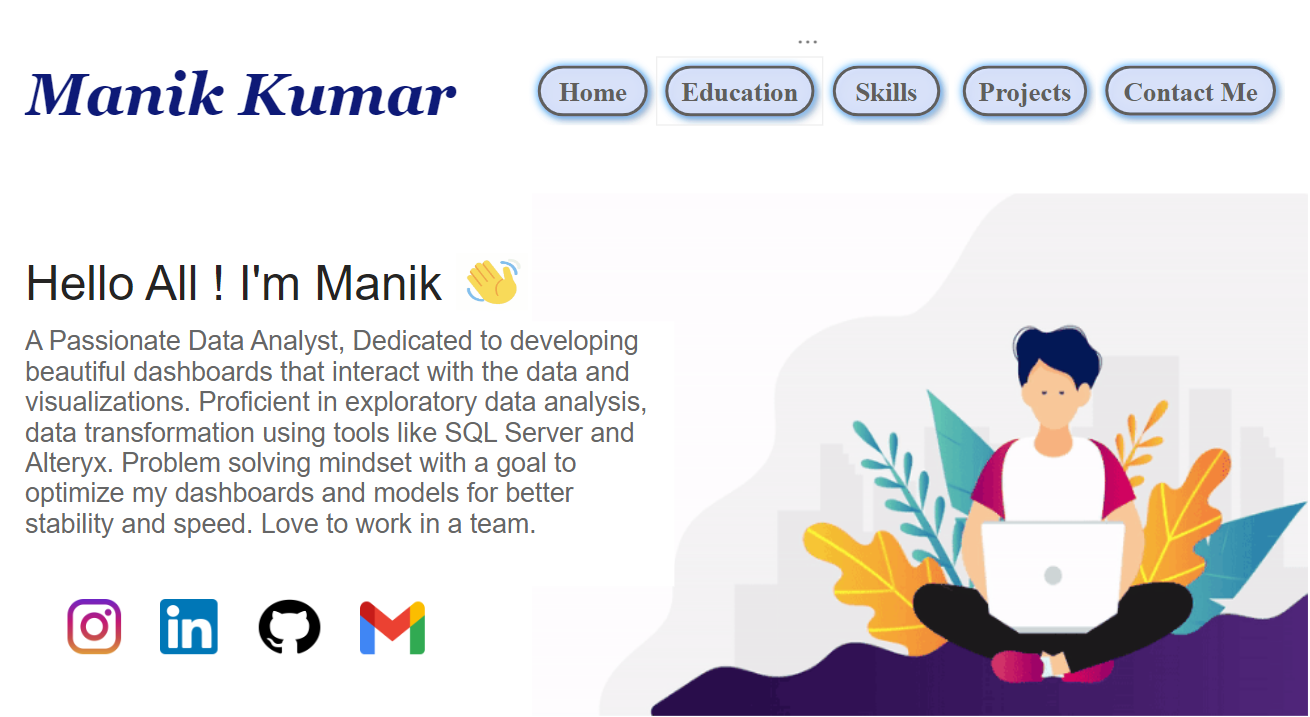 ...
Manik Kumar
Home
Education
Skills
Projects
Contact Me
Hello All ! I'm Manik
A Passionate Data Analyst, Dedicated to developing
beautiful dashboards that interact with the data and
visualizations. Proficient in exploratory data analysis,
data transformation using tools like SQL Server and
Alteryx. Problem solving mindset with a goal to
optimize my dashboards and models for better
stability and speed. Love to work in a team.
in